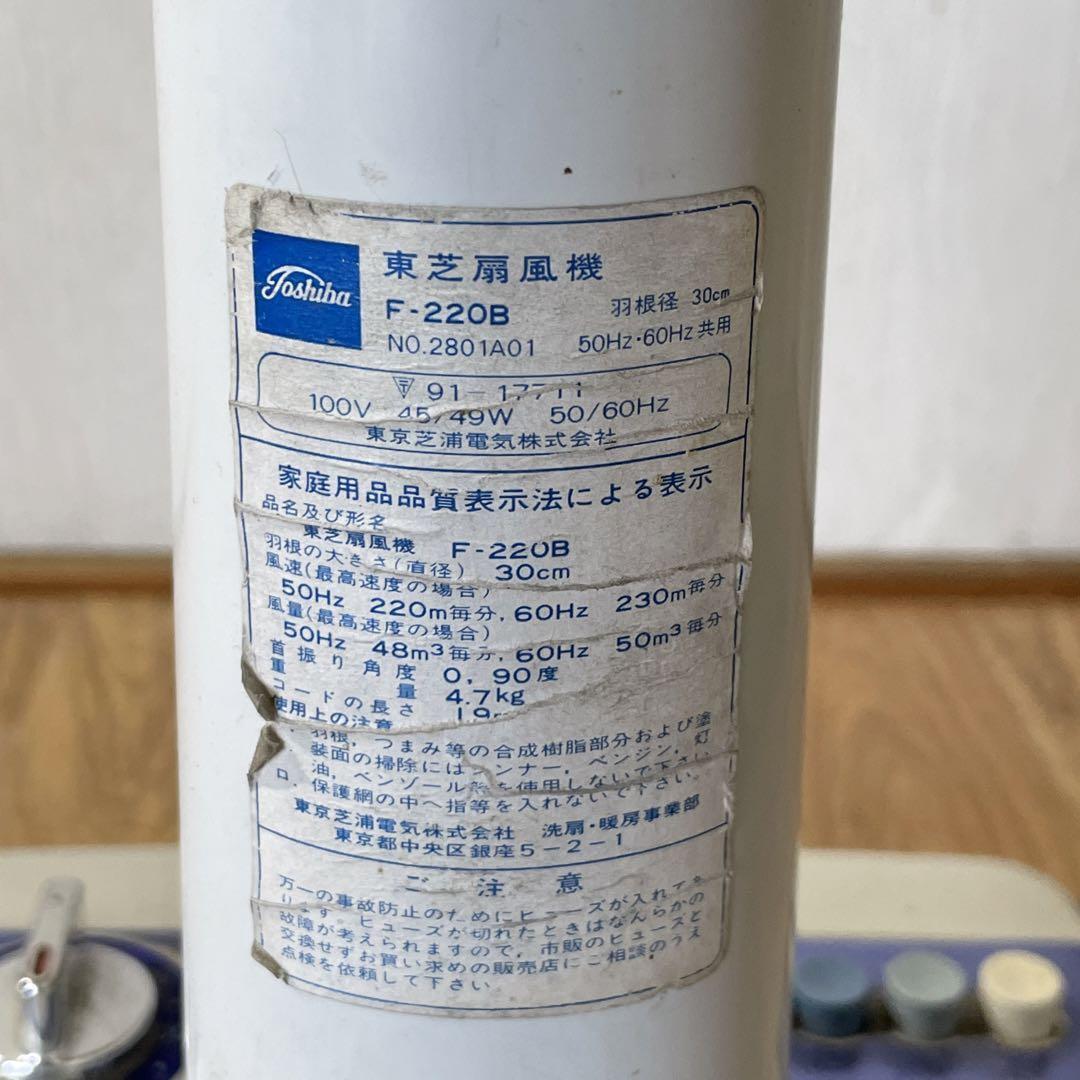 Toshiba
東芝扇風機
F-220B 羽根径 30cm
NO.2801A01 50Hz・60Hz共用
〒 91-17711
100V 45/49W 50/60Hz
東京芝浦電気株式会社
家庭用品品質表示法による表示
品名及び形名
東芝扇風機 F-220B
羽根の大きさ(直径) 30cm
風速(最高速度の場合)
50Hz 220m毎分, 60Hz 230m毎分
風量(最高速度の場合)
50Hz 48m³毎分, 60Hz 50m³毎分
首振り角度 0, 90度
重量 4.7kg
コードの長さ 1.9m
使用上の注意
羽根, つまみ等の合成樹脂部分および塗
装面の掃除にはシンナー, ベンジン, 灯
油, ベンゾール等を使用しないで下さい
ロ. 保護網の中へ指等を入れないで下さい.
東京芝浦電気株式会社 洗扇・暖房事業部
東京都中央区銀座5-2-1
ご注意
万一の事故防止のためにヒューズが入れてあ
ります。ヒューズが切れたときはなんらかの
故障が考えられますので, 市販のヒューズと
交換せずお買い求めの販売店にご相談のうえ
点検を依頼して下さい.